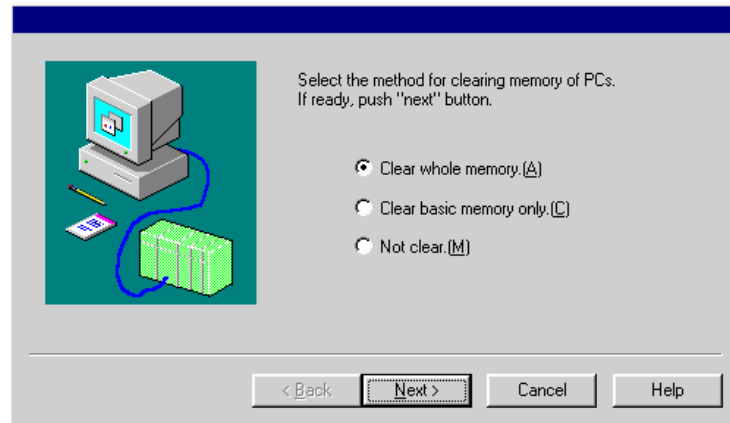 Select the method for clearing memory of PCs.
If ready, push "next" button.
Clear whole memory.(A)
Clear basic memory only.(C)
Not clear.(M)
< Back
Next >
Cancel
Help